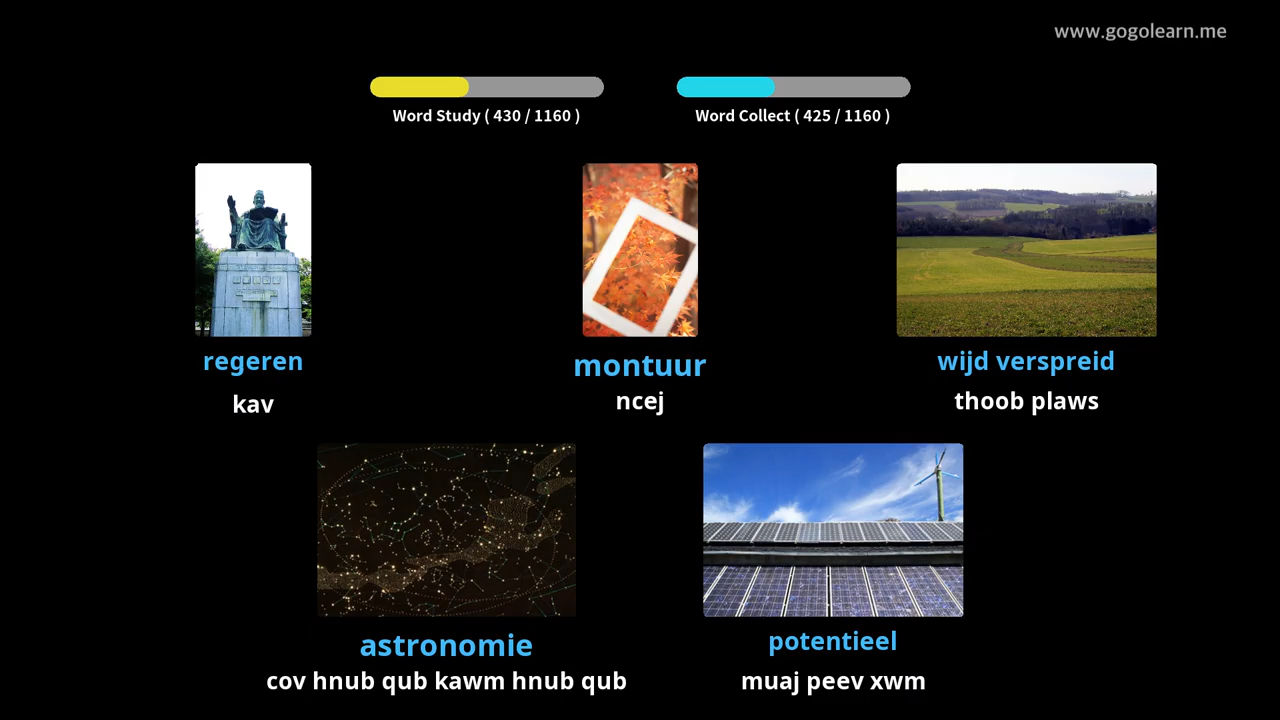 www.gogolearn.me
Word Study ( 430 / 1160 )
Word Collect ( 425 / 1160 )
regeren
kav
montuur
ncej
wijd verspreid
thoob plaws
astronomie
cov hnub qub kawm hnub qub
potentieel
muaj peev xwm